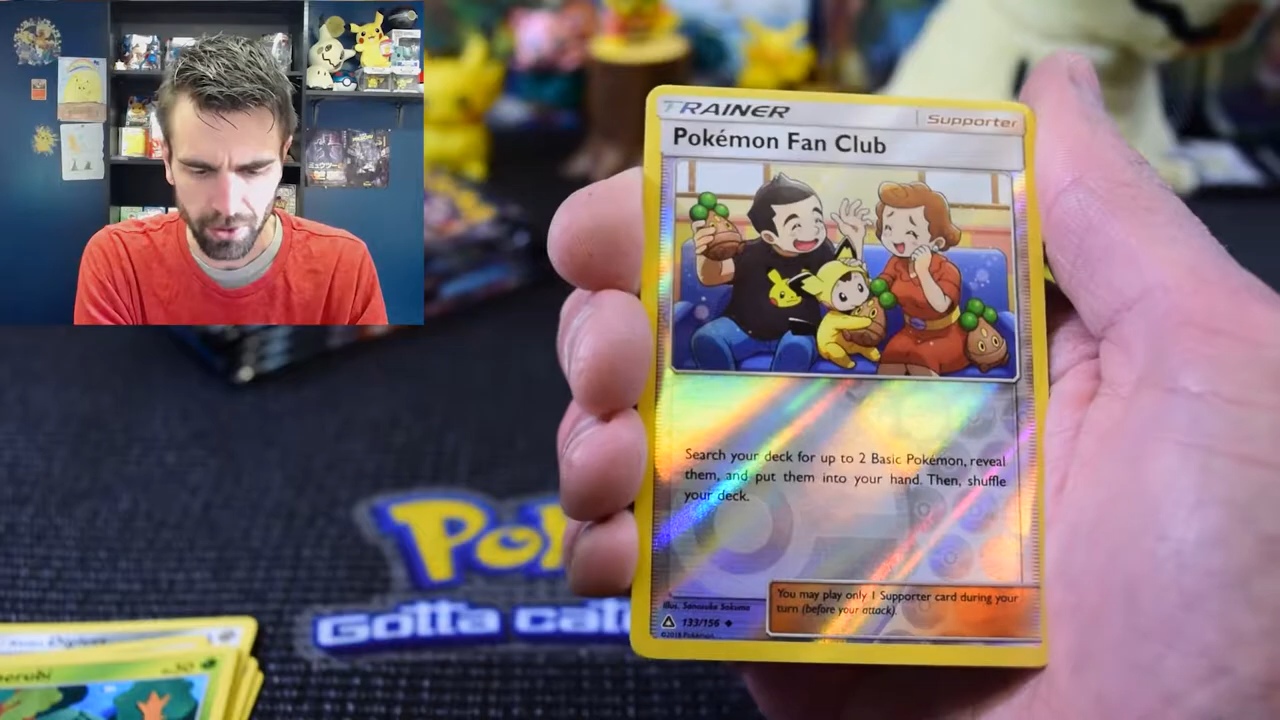 TRAINER
Supporter
Pokémon Fan Club
Search your deck for up to 2 Basic Pokémon, reveal
them, and put them into your hand. Then, shuffle
your deck.
You may play only 1 Supporter card during your
turn (before your attack).
Illus. Sanosuke Sakuma
133/156
©2018 Pokémon
Pok
Gotta cat